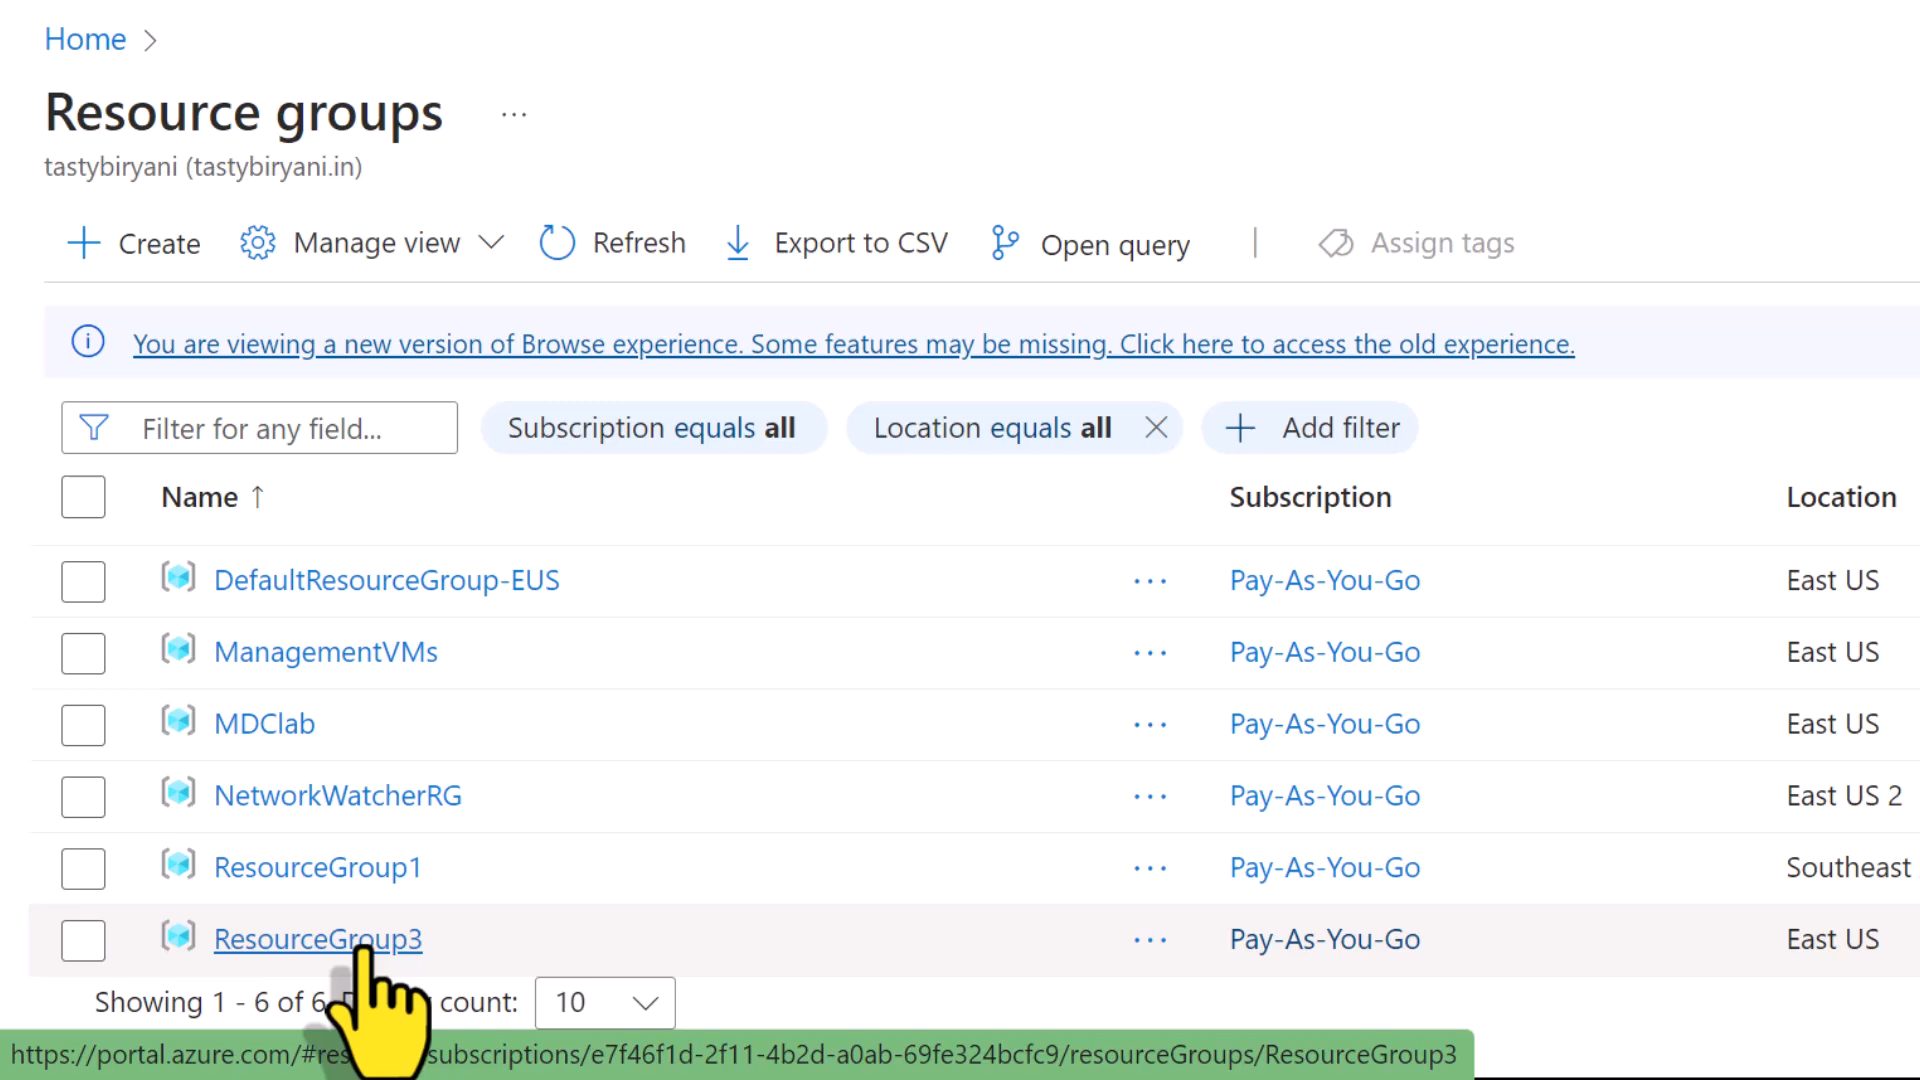 Home
Resource groups ...
tastybiryani (tastybiryani.in)
Create Manage view Refresh Export to CSV Open query | Assign tags
You are viewing a new version of Browse experience. Some features may be missing. Click here to access the old experience.
Filter for any field... Subscription equals all Location equals all Add filter
Name ↑ Subscription Location
DefaultResourceGroup-EUS ... Pay-As-You-Go East US
ManagementVMs ... Pay-As-You-Go East US
MDClab ... Pay-As-You-Go East US
NetworkWatcherRG ... Pay-As-You-Go East US 2
ResourceGroup1 ... Pay-As-You-Go Southeast
ResourceGroup3 ... Pay-As-You-Go East US
Showing 1 - 6 of 6. count: 10
https://portal.azure.com/#res subscriptions/e7f46f1d-2f11-4b2d-a0ab-69fe324bcfc9/resourceGroups/ResourceGroup3